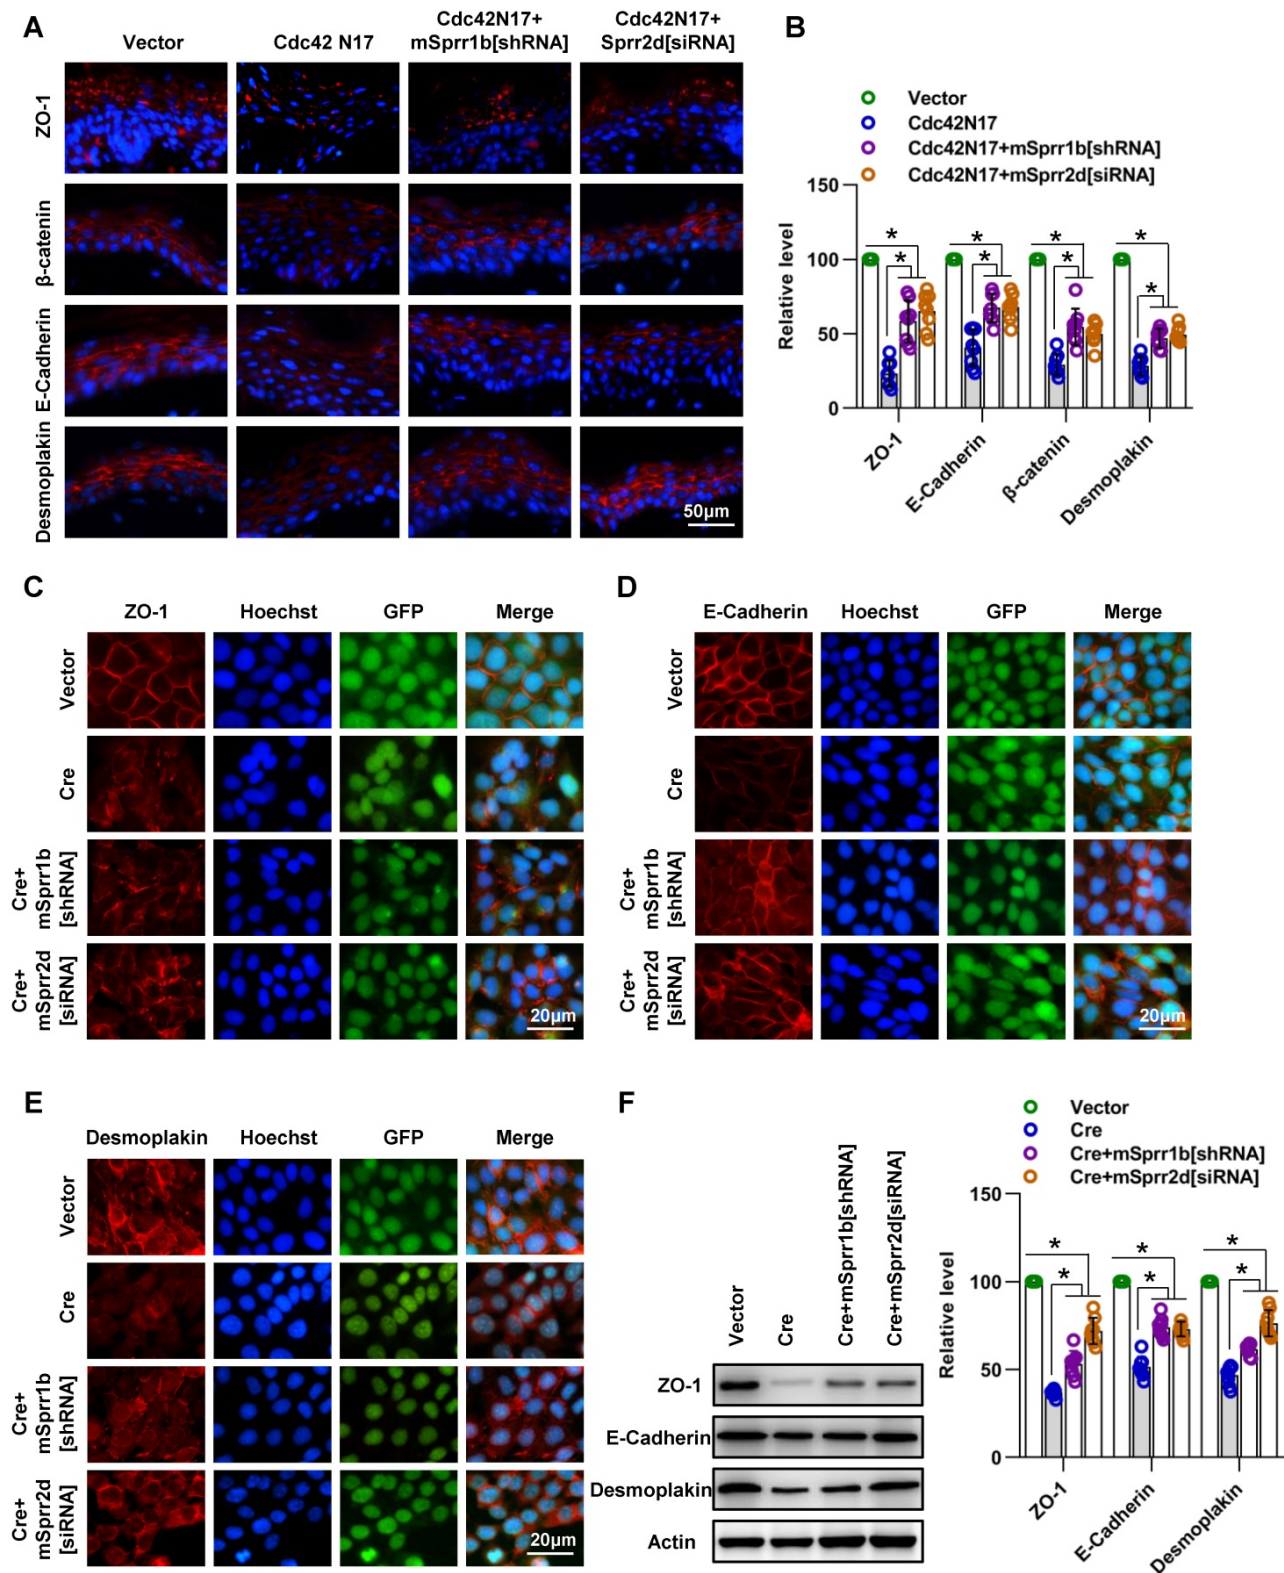 A
Vector
Cdc42 N17
Cdc42N17+
mSprr1b[shRNA]
Cdc42N17+
Sprr2d[siRNA]
ZO-1
β-catenin
E-Cadherin
Desmoplakin
50μm
B
Vector
Cdc42N17
Cdc42N17+mSprr1b[shRNA]
Cdc42N17+mSprr2d[siRNA]
Relative level
150
100
50
0
* * * * * * * *
ZO-1
E-Cadherin
β-catenin
Desmoplakin
C
ZO-1 Hoechst GFP Merge
Vector
Cre
Cre+
mSprr1b
[shRNA]
Cre+
mSprr2d
[siRNA]
20μm
D
E-Cadherin Hoechst GFP Merge
Vector
Cre
Cre+
mSprr1b
[shRNA]
Cre+
mSprr2d
[siRNA]
20μm
E
Desmoplakin Hoechst GFP Merge
Vector
Cre
Cre+
mSprr1b
[shRNA]
Cre+
mSprr2d
[siRNA]
20μm
F
Vector
Cre
Cre+mSprr1b[shRNA]
Cre+mSprr2d[siRNA]
ZO-1
E-Cadherin
Desmoplakin
Actin
Vector
Cre
Cre+mSprr1b[shRNA]
Cre+mSprr2d[siRNA]
Relative level
150
100
50
0
* * * * * *
ZO-1
E-Cadherin
Desmoplakin